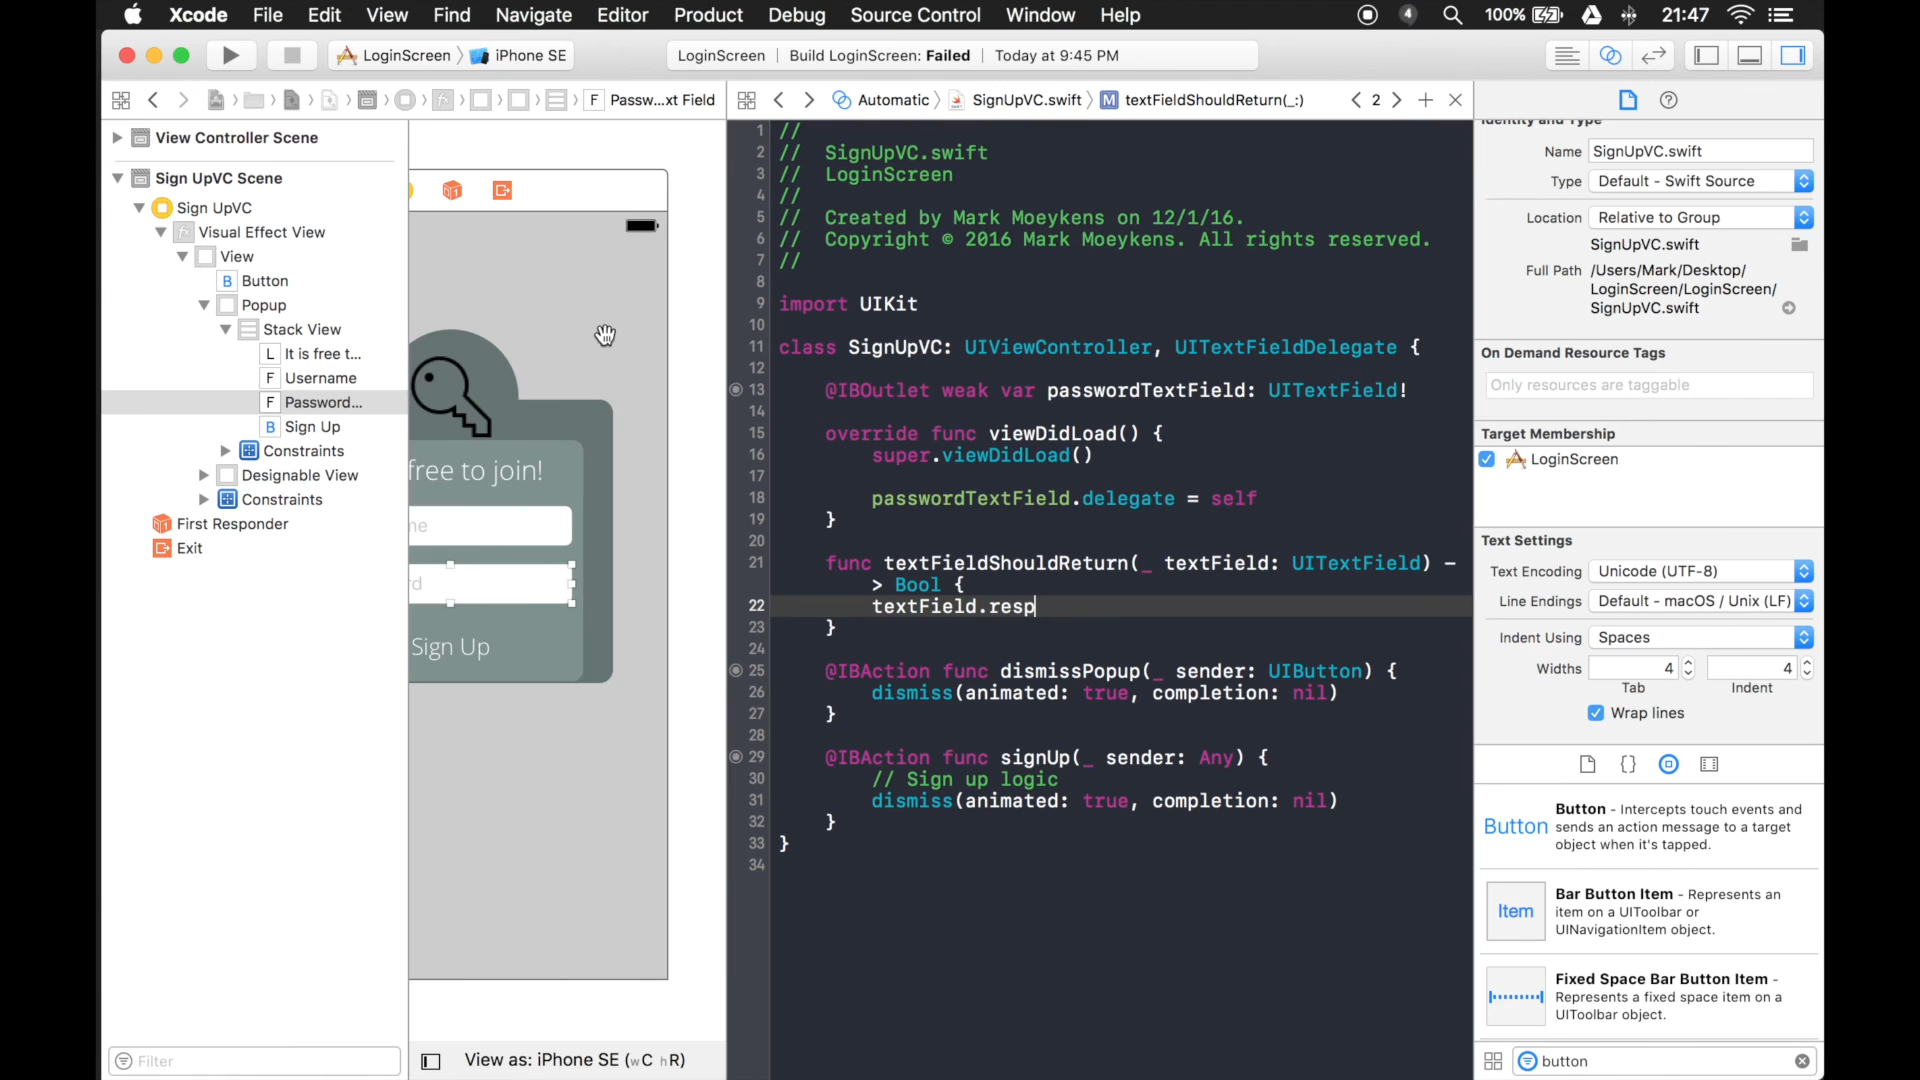 Xcode File Edit View Find Navigate Editor Product Debug Source Control Window Help 4 100% 21:47
LoginScreen iPhone SE LoginScreen Build LoginScreen: Failed Today at 9:45 PM
F Passw...xt Field Automatic SignUpVC.swift M textFieldShouldReturn(_:) 2
View Controller Scene
Sign UpVC Scene
Sign UpVC
Visual Effect View
View
B Button
Popup
Stack View
L It is free t...
F Username
F Password...
B Sign Up
Constraints
Designable View
Constraints
First Responder
Exit
Filter
free to join!
me
rd
Sign Up
View as: iPhone SE (wC hR)
1 //
2 // SignUpVC.swift
3 // LoginScreen
4 //
5 // Created by Mark Moeykens on 12/1/16.
6 // Copyright © 2016 Mark Moeykens. All rights reserved.
7 //
8
9 import UIKit
10
11 class SignUpVC: UIViewController, UITextFieldDelegate {
12
13 @IBOutlet weak var passwordTextField: UITextField!
14
15 override func viewDidLoad() {
16 super.viewDidLoad()
17
18 passwordTextField.delegate = self
19 }
20
21 func textFieldShouldReturn(_ textField: UITextField) -
> Bool {
22 textField.resp
23 }
24
25 @IBAction func dismissPopup(_ sender: UIButton) {
26 dismiss(animated: true, completion: nil)
27 }
28
29 @IBAction func signUp(_ sender: Any) {
30 // Sign up logic
31 dismiss(animated: true, completion: nil)
32 }
33 }
34
Identity and Type
Name SignUpVC.swift
Type Default - Swift Source
Location Relative to Group
SignUpVC.swift
Full Path /Users/Mark/Desktop/
LoginScreen/LoginScreen/
SignUpVC.swift
On Demand Resource Tags
Only resources are taggable
Target Membership
LoginScreen
Text Settings
Text Encoding Unicode (UTF-8)
Line Endings Default - macOS / Unix (LF)
Indent Using Spaces
Widths 4 4
Tab Indent
Wrap lines
Button Button - Intercepts touch events and
sends an action message to a target
object when it's tapped.
Item Bar Button Item - Represents an
item on a UIToolbar or
UINavigationItem object.
Fixed Space Bar Button Item -
Represents a fixed space item on a
UIToolbar object.
button